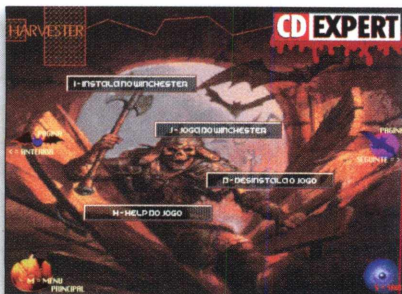 HARVESTER
CD EXPERT
I - INSTALA NO WINCHESTER
J - JOGA NO WINCHESTER
PÁGINA
< = ANTERIOR
PÁGINA
SEGUINTE = >
D - DESINSTALA O JOGO
H - HELP DO JOGO
M = MENU
PRINCIPAL